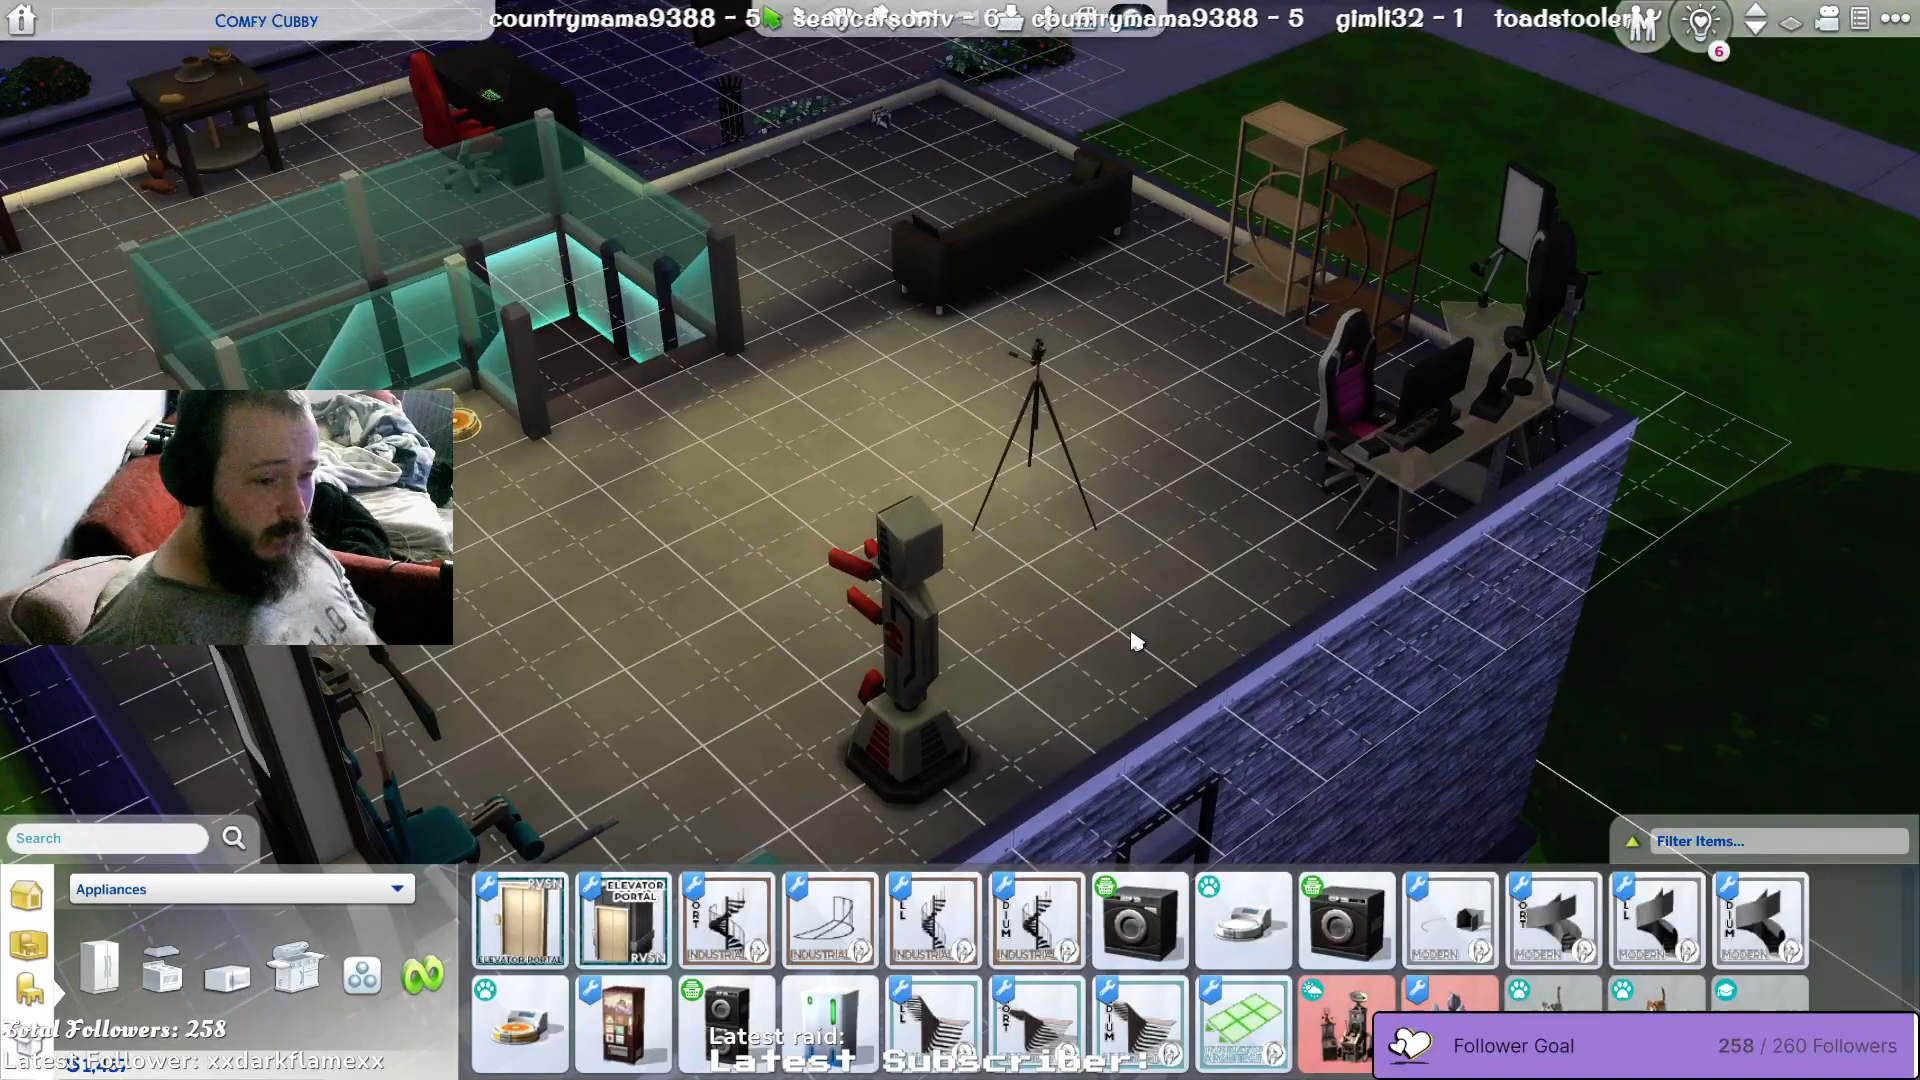 COMFY CUBBY
countrymama9388 - 5 seancarsontv - 6 countrymama9388 - 5 gimli32 - 1 toadstooler
6
Search
Filter Items...
Appliances
RVSN
ELEVATOR PORTAL
ELEVATOR PORTAL
RVSN
INDUSTRIAL
INDUSTRIAL
INDUSTRIAL
INDUSTRIAL
MODERN
MODERN
MODERN
MODERN
Total Followers: 258
Latest Follower: xxdarkflamexx
Latest raid:
Latest Subscriber:
Follower Goal
258 / 260 Followers